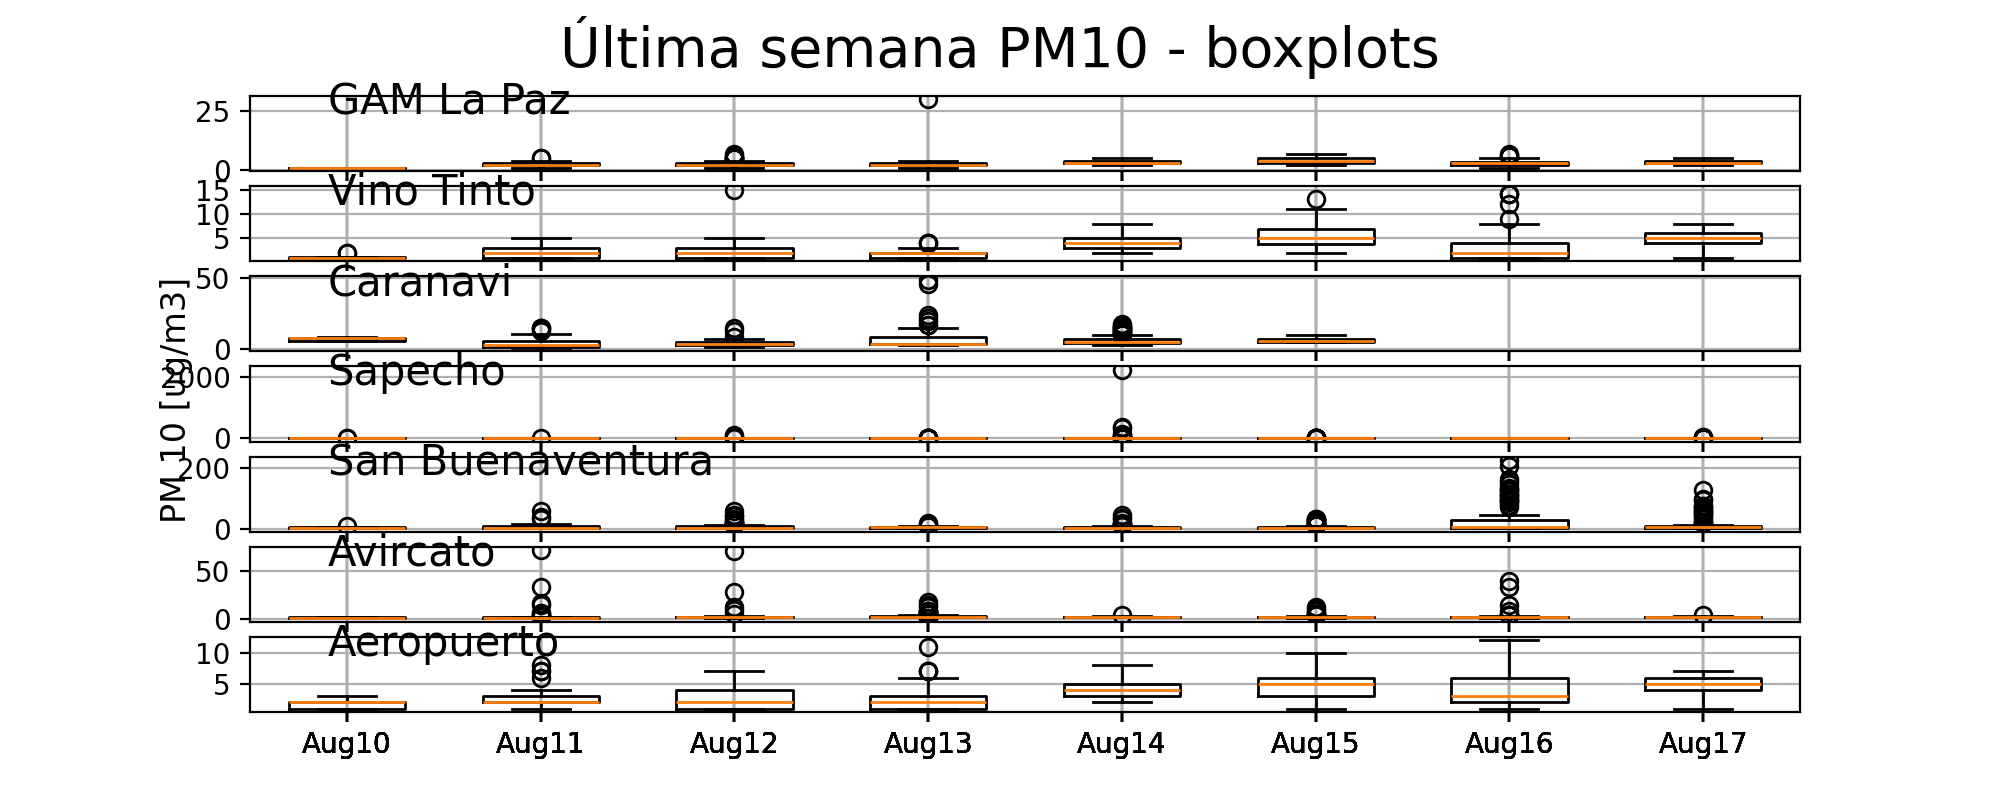 Última semana PM10 - boxplots
GAM La Paz
25
0
Vino Tinto
15
10
5
Caranavi
50
0
PM 10 [ug/m3]
Sapecho
2000
0
San Buenaventura
200
0
Avircato
50
0
Aeropuerto
10
5
Aug10 Aug11 Aug12 Aug13 Aug14 Aug15 Aug16 Aug17